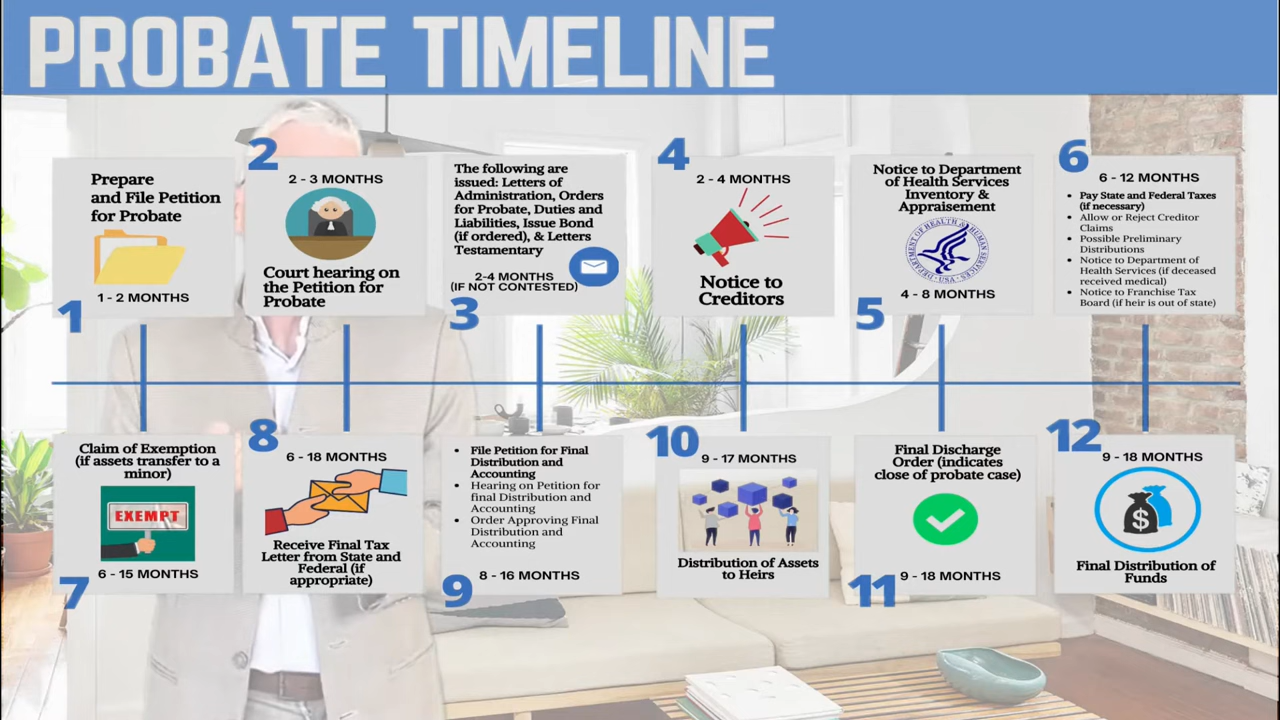 PROBATE TIMELINE
1
Prepare
and File Petition
for Probate
1 - 2 MONTHS
2
2 - 3 MONTHS
Court hearing on
the Petition for
Probate
The following are
issued: Letters of
Administration, Orders
for Probate, Duties and
Liabilities, Issue Bond
(if ordered), & Letters
Testamentary
2-4 MONTHS
(IF NOT CONTESTED)
3
4
2 - 4 MONTHS
Notice to
Creditors
Notice to Department
of Health Services
Inventory &
Appraisement
DEPARTMENT OF HEALTH & HUMAN SERVICES · USA
4 - 8 MONTHS
5
6
6 - 12 MONTHS
• Pay State and Federal Taxes
(if necessary)
• Allow or Reject Creditor
Claims
• Possible Preliminary
Distributions
• Notice to Department of
Health Services (if deceased
received medical)
• Notice to Franchise Tax
Board (if heir is out of state)
Claim of Exemption
(if assets transfer to a
minor)
EXEMPT
6 - 15 MONTHS
7
8
6 - 18 MONTHS
Receive Final Tax
Letter from State and
Federal (if
appropriate)
• File Petition for Final
Distribution and
Accounting
• Hearing on Petition for
final Distribution and
Accounting
• Order Approving Final
Distribution and
Accounting
8 - 16 MONTHS
9
10
9 - 17 MONTHS
Distribution of Assets
to Heirs
Final Discharge
Order (indicates
close of probate case)
9 - 18 MONTHS
11
12
9 - 18 MONTHS
$
Final Distribution of
Funds